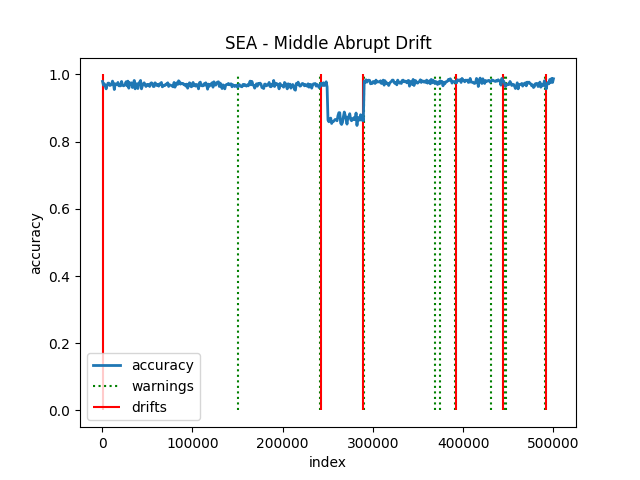 SEA - Middle Abrupt Drift
accuracy
1.0
0.8
0.6
0.4
0.2
0.0
accuracy
warnings
drifts
0 100000 200000 300000 400000 500000
index